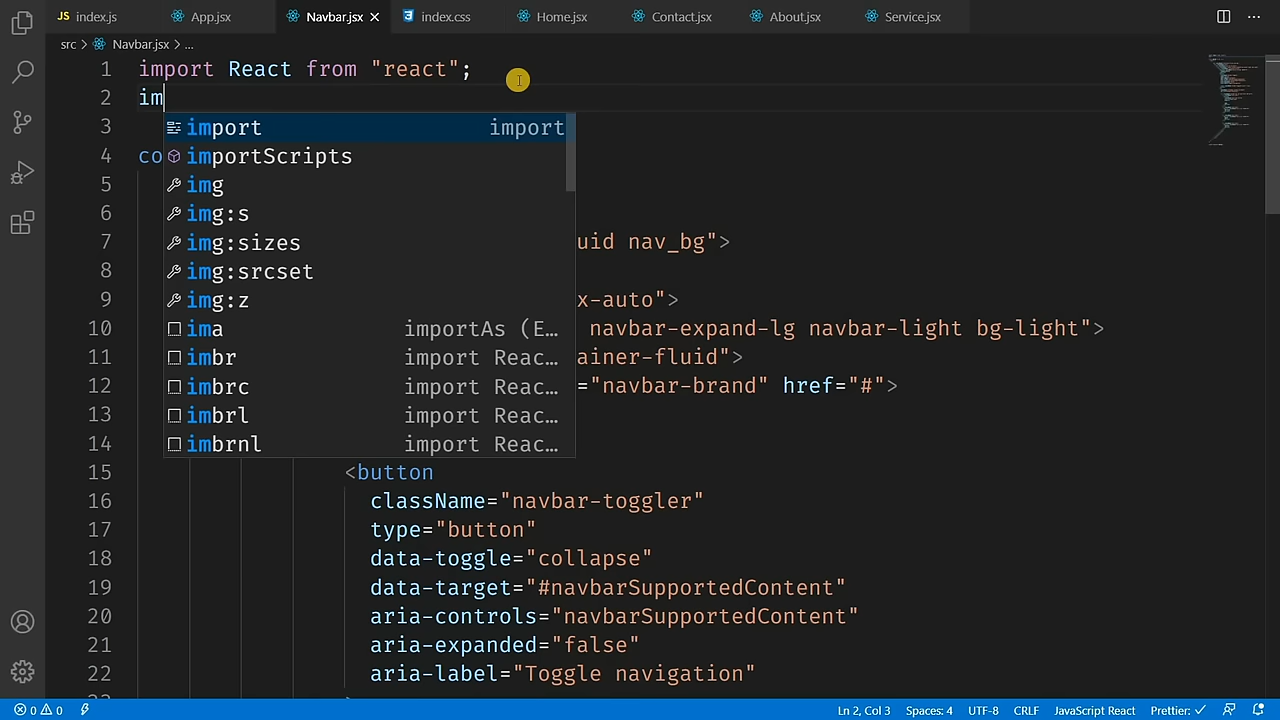 JS index.js App.jsx Navbar.jsx index.css Home.jsx Contact.jsx About.jsx Service.jsx
src > Navbar.jsx > ...
1 import React from "react";
2 im
3 import import
importScripts
4 co
5 img
6 img:s
7 img:sizes uid nav_bg">
8 img:srcset
9 img:z x-auto">
10 ima importAs (E… navbar-expand-lg navbar-light bg-light">
11 imbr import Reac… ainer-fluid">
12 imbrc import Reac… ="navbar-brand" href="#">
13 imbrl import Reac…
14 imbrnl import Reac…
15 <button
16 className="navbar-toggler"
17 type="button"
18 data-toggle="collapse"
19 data-target="#navbarSupportedContent"
20 aria-controls="navbarSupportedContent"
21 aria-expanded="false"
22 aria-label="Toggle navigation"
0 0 Ln 2, Col 3 Spaces: 4 UTF-8 CRLF JavaScript React Prettier: ✓